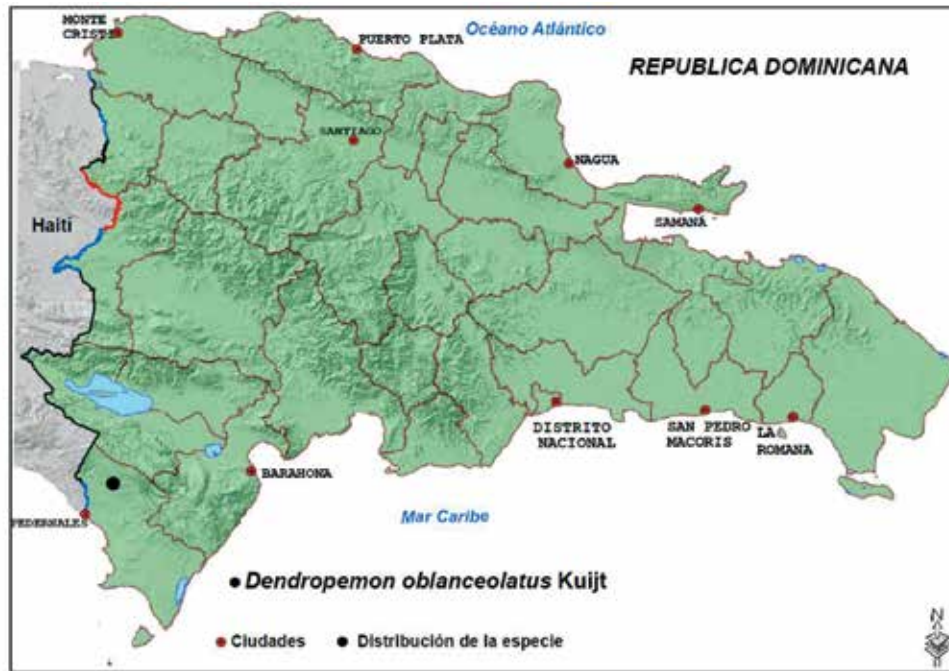 MONTE
CRISTI
PUERTO PLATA
Océano Atlántico
REPUBLICA DOMINICANA
SANTIAGO
NAGUA
SAMANÁ
Haití
DISTRITO
NACIONAL
SAN PEDRO
MACORIS
LA
ROMANA
BARAHONA
PEDERNALES
Mar Caribe
Dendropemon oblanceolatus Kuijt
Ciudades
Distribución de la especie
N